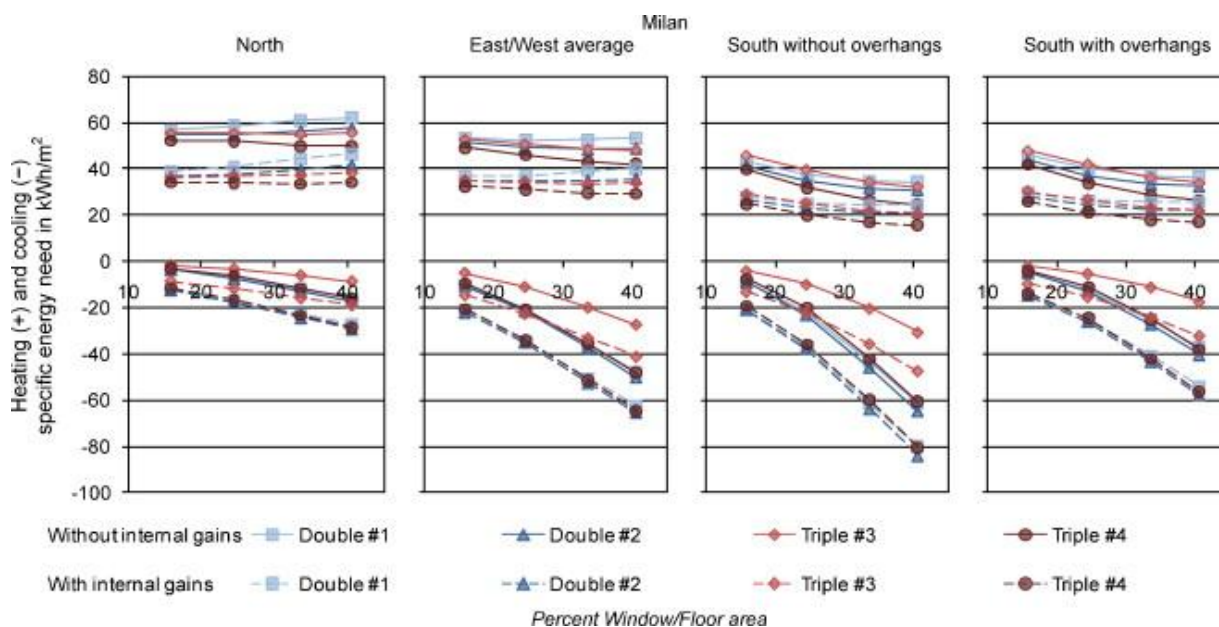 Milan
North East/West average South without overhangs South with overhangs
Heating (+) and cooling (−)
specific energy need in kWh/m²
80
60
40
20
0
-20
-40
-60
-80
-100
10 20 30 40 10 20 30 40 10 20 30 40 10 20 30 40
Without internal gains Double #1 Double #2 Triple #3 Triple #4
With internal gains Double #1 Double #2 Triple #3 Triple #4
Percent Window/Floor area